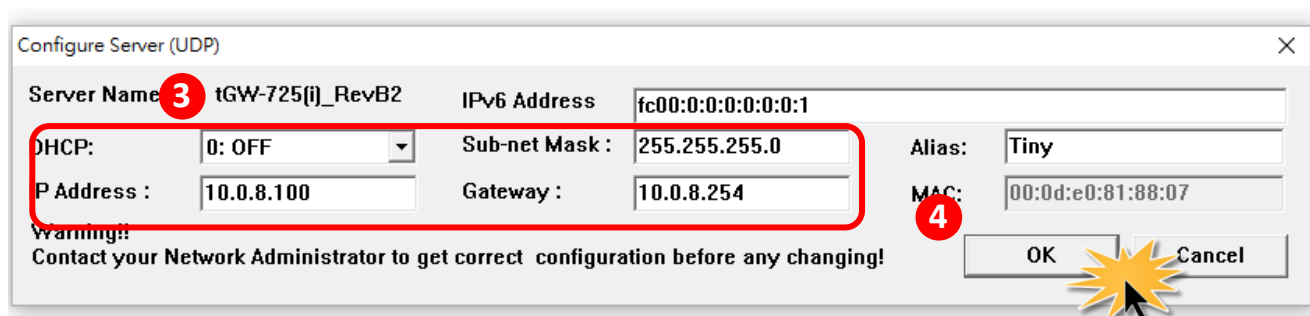 Configure Server (UDP)
Server Name 3 tGW-725(i)_RevB2 IPv6 Address fc00:0:0:0:0:0:0:1
DHCP: 0: OFF Sub-net Mask : 255.255.255.0 Alias: Tiny
IP Address : 10.0.8.100 Gateway : 10.0.8.254 MAC: 00:0d:e0:81:88:07
Warning!! 4
Contact your Network Administrator to get correct configuration before any changing! OK Cancel